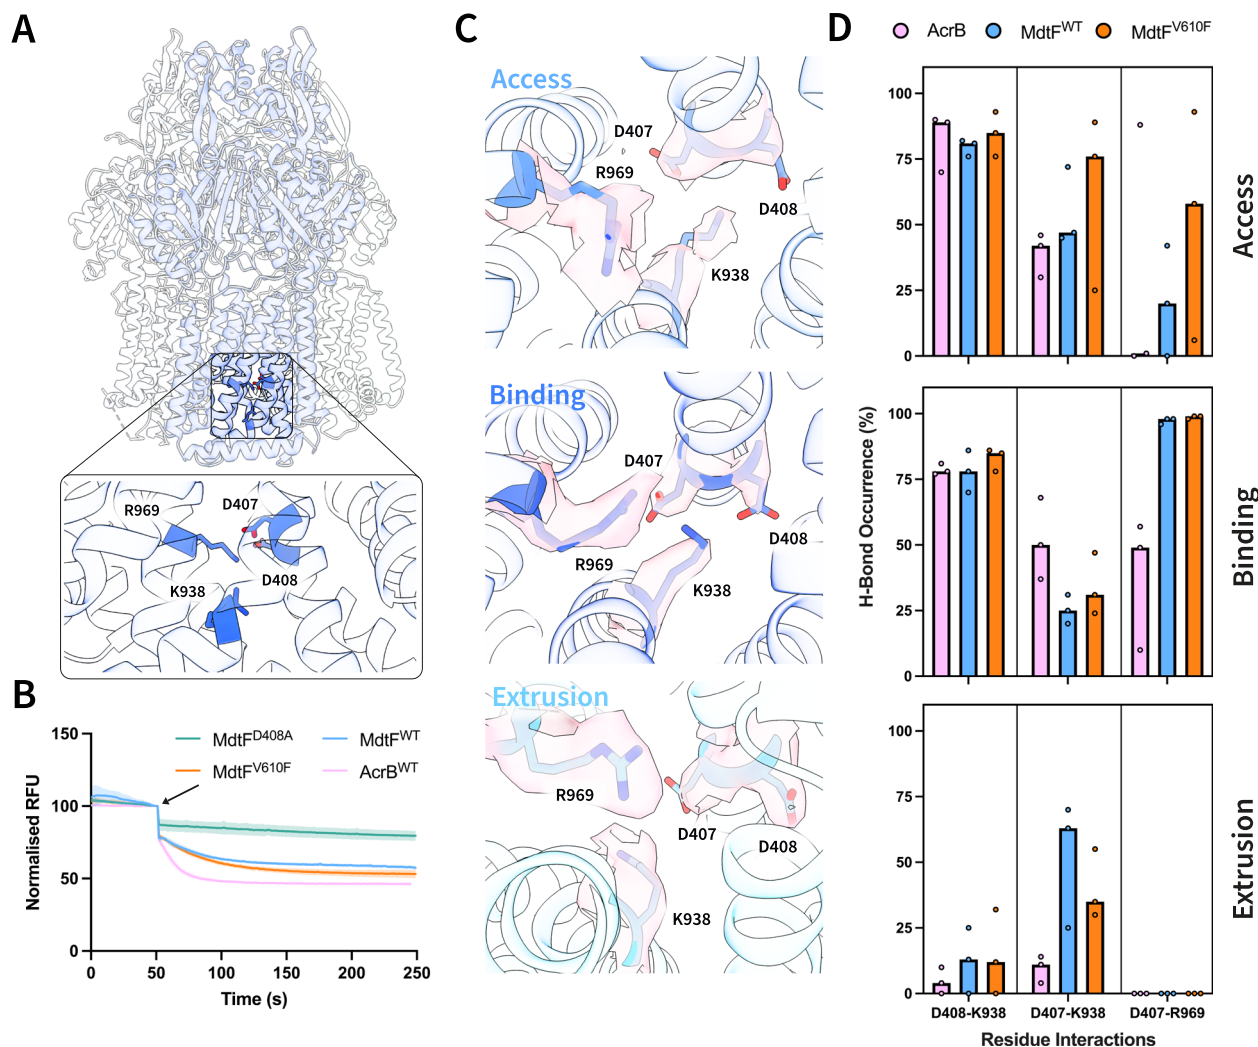 A
R969
D407
K938
D408
B
150
100
50
0
Normalised RFU
MdtF^D408A
MdtF^WT
MdtF^V610F
AcrB^WT
0
50
100
150
200
250
Time (s)
C
Access
D407
R969
D408
K938
Binding
D407
D408
R969
K938
Extrusion
R969
D407
D408
K938
D
AcrB
MdtF^WT
MdtF^V610F
100
75
50
25
0
Access
H-Bond Occurrence (%)
100
75
50
25
0
Binding
100
75
50
25
0
Extrusion
D408-K938
D407-K938
D407-R969
Residue Interactions